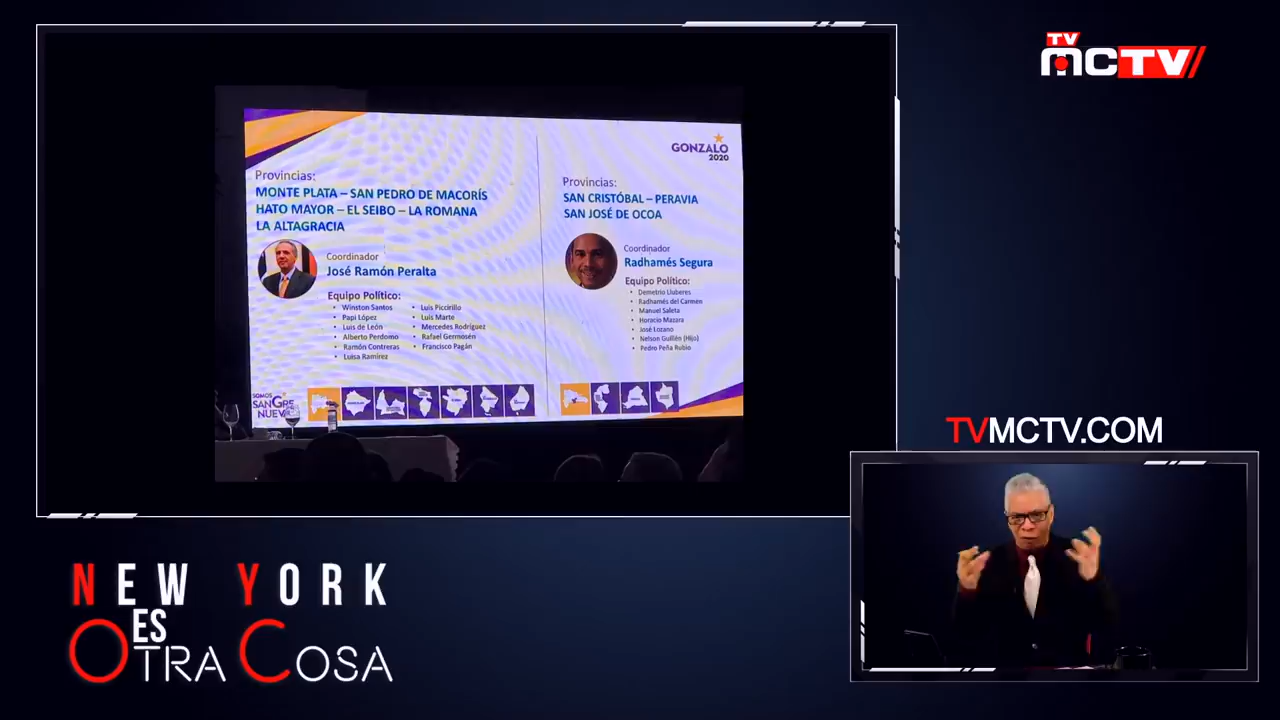 TV
MCTV
GONZALO
2020
Provincias:
MONTE PLATA – SAN PEDRO DE MACORÍS
HATO MAYOR – EL SEIBO – LA ROMANA
LA ALTAGRACIA
Coordinador
José Ramón Peralta
Equipo Político:
• Winston Santos
• Papi López
• Luis de León
• Alberto Perdomo
• Ramón Contreras
• Luisa Ramírez
• Luis Piccirillo
• Luis Marte
• Mercedes Rodríguez
• Rafael Germosén
• Francisco Pagán
Provincias:
SAN CRISTÓBAL – PERAVIA
SAN JOSÉ DE OCOA
Coordinador
Radhamés Segura
Equipo Político:
• Demetrio Lluberes
• Radhamés del Carmen
• Manuel Saleta
• Horacio Mazara
• José Lozano
• Nelson Guillén (Hijo)
• Pedro Peña Rubio
SOMOS
SANGRE
NUEVA
TVMCTV.COM
NEW YORK
ES
OTRA COSA